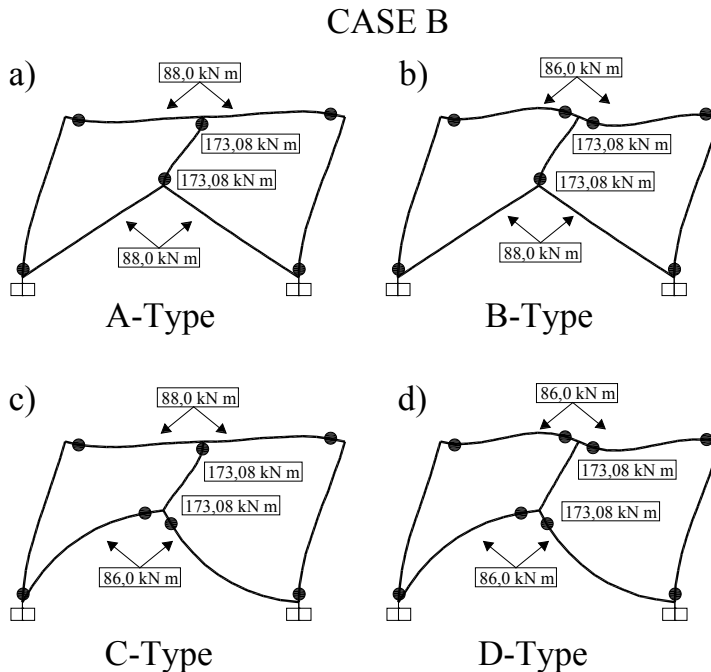 CASE B
a)
88,0 kN m
173,08 kN m
173,08 kN m
88,0 kN m
A-Type
b)
86,0 kN m
173,08 kN m
173,08 kN m
88,0 kN m
B-Type
c)
88,0 kN m
173,08 kN m
173,08 kN m
86,0 kN m
C-Type
d)
86,0 kN m
173,08 kN m
173,08 kN m
86,0 kN m
D-Type